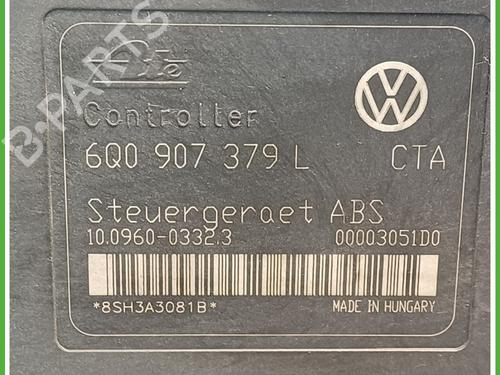 B-PARTS
Ate
Controller
6Q0 907 379 L CTA
Steuergeraet ABS
10.0960-0332.3 00003051D0
*8SH3A3081B* MADE IN HUNGARY